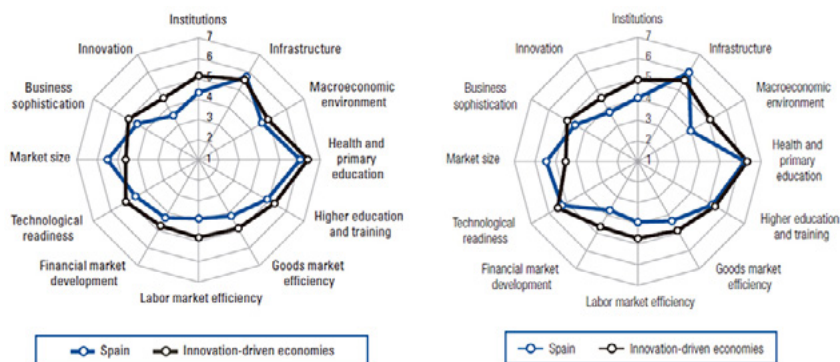 Institutions
7
6
5
4
3
2
1
Infrastructure
Macroeconomic
environment
Health and
primary
education
Higher education
and training
Goods market
efficiency
Labor market efficiency
Financial market
development
Technological
readiness
Market size
Business
sophistication
Innovation
Spain
Innovation-driven economies
Institutions
7
6
5
4
3
2
1
Infrastructure
Macroeconomic
environment
Health and
primary
education
Higher education
and training
Goods market
efficiency
Labor market efficiency
Financial market
development
Technological
readiness
Market size
Business
sophistication
Innovation
Spain
Innovation-driven economies